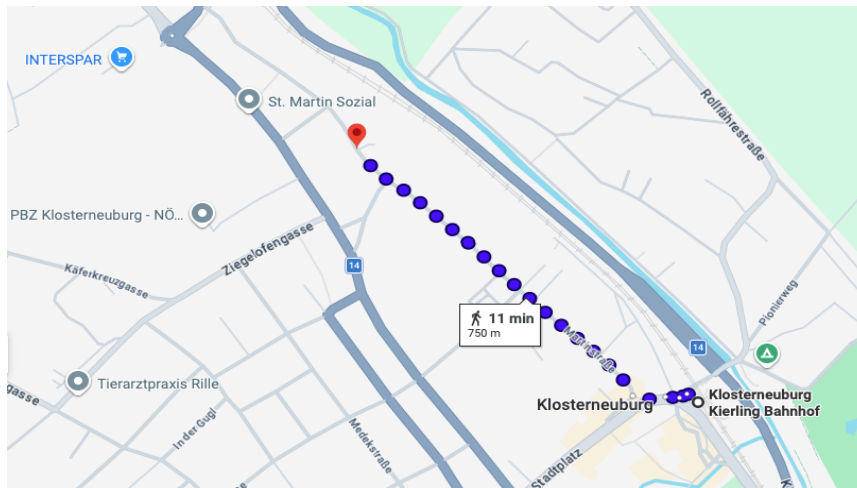 INTERSPAR
St. Martin Sozial
Rollfährestraße
PBZ Klosterneuburg - NÖ...
Ziegelofengasse
Käferkreuzgasse
14
Pionierweg
11 min
750 m
Martinstraße
14
Tierarztpraxis Rille
Klosterneuburg
Klosterneuburg
Kierling Bahnhof
In der Gugl
Medekstraße
Stadtplatz
gasse
K